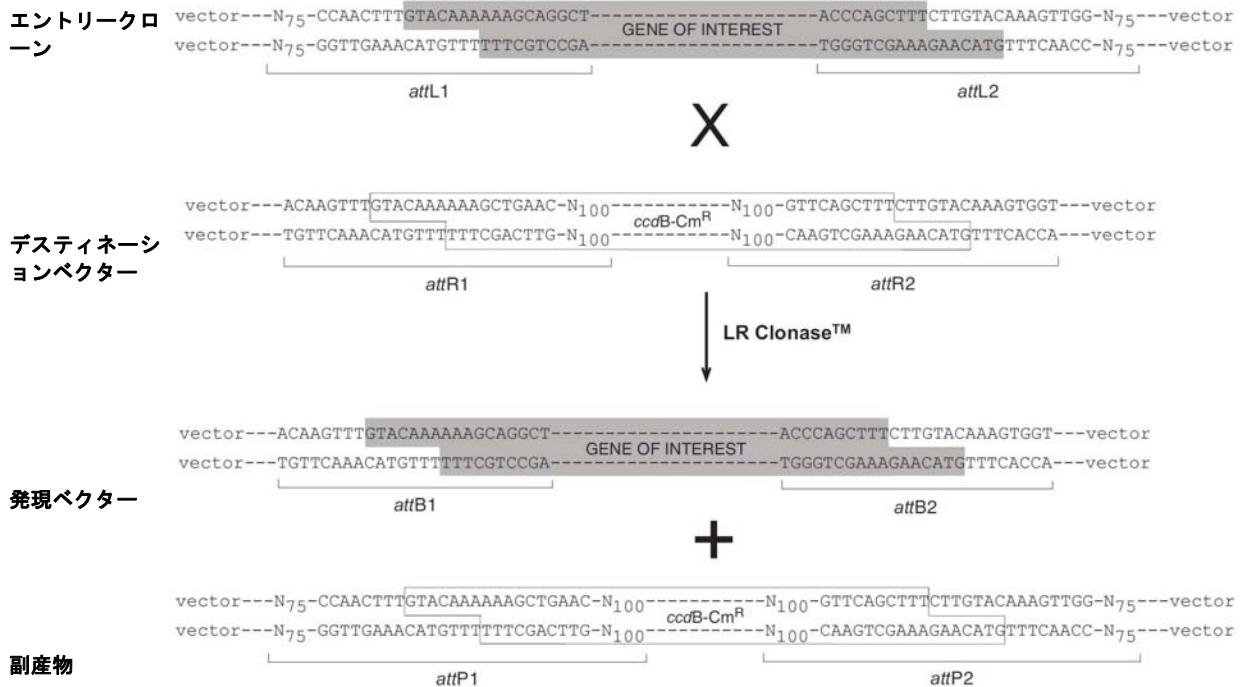 エントリークローン
vector---N75-CCAACTTTGTACAAAAAAGCAGGCT------------------------ACCCAGCTTTCTTGTACAAAGTTGG-N75---vector
GENE OF INTEREST
vector---N75-GGTTGAAACATGTTTTTTCGTCCGA------------------------TGGGTCGAAAGAACATGTTTCAACC-N75---vector
attL1
attL2
X
デスティネーションベクター
vector---ACAAGTTTGTACAAAAAAGCTGAAC-N100------------N100-GTTCAGCTTTCTTGTACAAAGTGGT---vector
ccdB-CmR
vector---TGTTCAAACATGTTTTTTCGACTTG-N100------------N100-CAAGTCGAAAGAACATGTTTCACCA---vector
attR1
attR2
LR Clonase™
発現ベクター
vector---ACAAGTTTGTACAAAAAAGCAGGCT------------------------ACCCAGCTTTCTTGTACAAAGTGGT---vector
GENE OF INTEREST
vector---TGTTCAAACATGTTTTTTCGTCCGA------------------------TGGGTCGAAAGAACATGTTTCACCA---vector
attB1
attB2
+
副産物
vector---N75-CCAACTTTGTACAAAAAAGCTGAAC-N100------------N100-GTTCAGCTTTCTTGTACAAAGTTGG-N75---vector
ccdB-CmR
vector---N75-GGTTGAAACATGTTTTTTCGACTTG-N100------------N100-CAAGTCGAAAGAACATGTTTCAACC-N75---vector
attP1
attP2